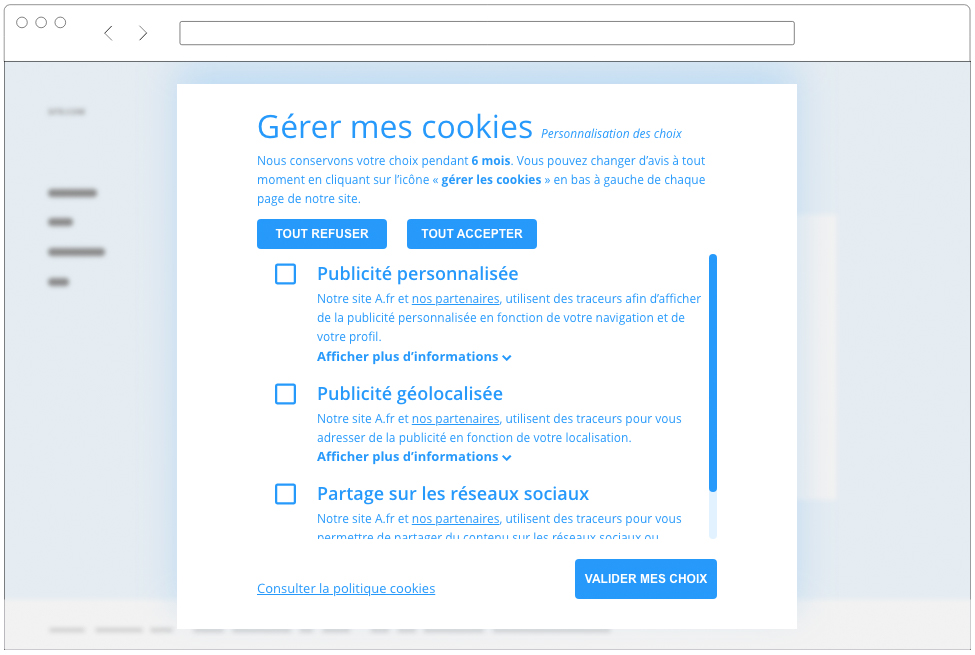 Gérer mes cookies Personnalisation des choix
Nous conservons votre choix pendant 6 mois. Vous pouvez changer d’avis à tout
moment en cliquant sur l’icône « gérer les cookies » en bas à gauche de chaque
page de notre site.
TOUT REFUSER TOUT ACCEPTER
Publicité personnalisée
Notre site A.fr et nos partenaires, utilisent des traceurs afin d’afficher
de la publicité personnalisée en fonction de votre navigation et de
votre profil.
Afficher plus d’informations
Publicité géolocalisée
Notre site A.fr et nos partenaires, utilisent des traceurs pour vous
adresser de la publicité en fonction de votre localisation.
Afficher plus d’informations
Partage sur les réseaux sociaux
Notre site A.fr et nos partenaires, utilisent des traceurs pour vous
permettre de partager du contenu sur les réseaux sociaux ou
Consulter la politique cookies
VALIDER MES CHOIX